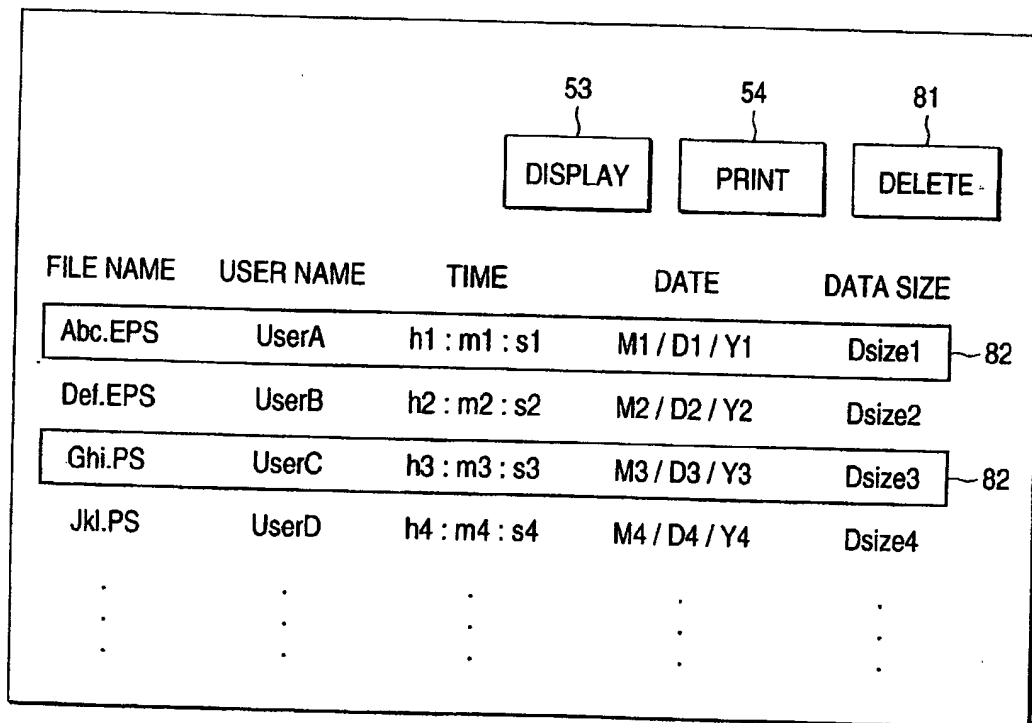 53 54 81
DISPLAY PRINT DELETE
FILE NAME USER NAME TIME DATE DATA SIZE
Abc.EPS UserA h1 : m1 : s1 M1 / D1 / Y1 Dsize1 82
Def.EPS UserB h2 : m2 : s2 M2 / D2 / Y2 Dsize2
Ghi.PS UserC h3 : m3 : s3 M3 / D3 / Y3 Dsize3 82
Jkl.PS UserD h4 : m4 : s4 M4 / D4 / Y4 Dsize4